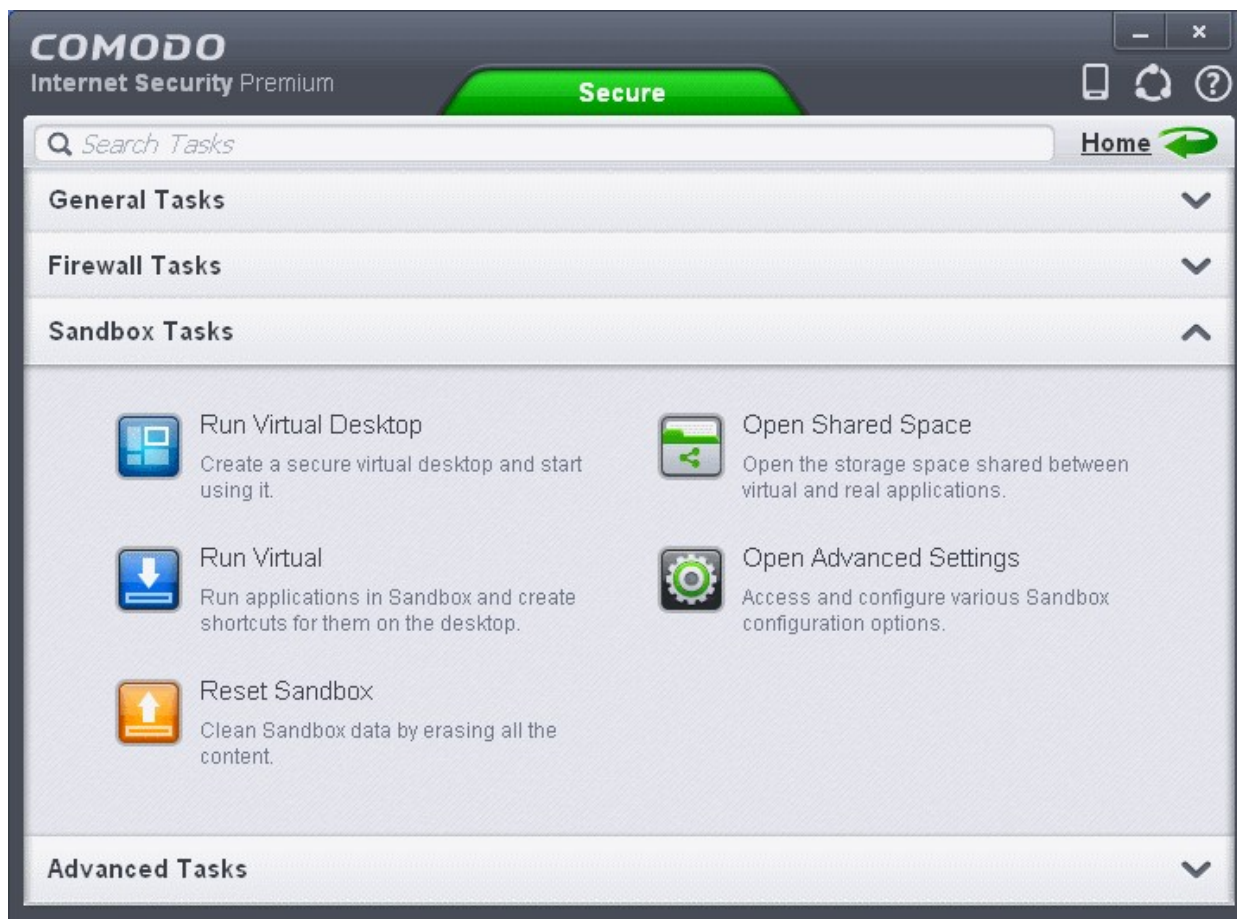 COMODO
Internet Security Premium
Secure
Search Tasks
Home
General Tasks
Firewall Tasks
Sandbox Tasks
Run Virtual Desktop
Create a secure virtual desktop and start
using it.
Open Shared Space
Open the storage space shared between
virtual and real applications.
Run Virtual
Run applications in Sandbox and create
shortcuts for them on the desktop.
Open Advanced Settings
Access and configure various Sandbox
configuration options.
Reset Sandbox
Clean Sandbox data by erasing all the
content.
Advanced Tasks